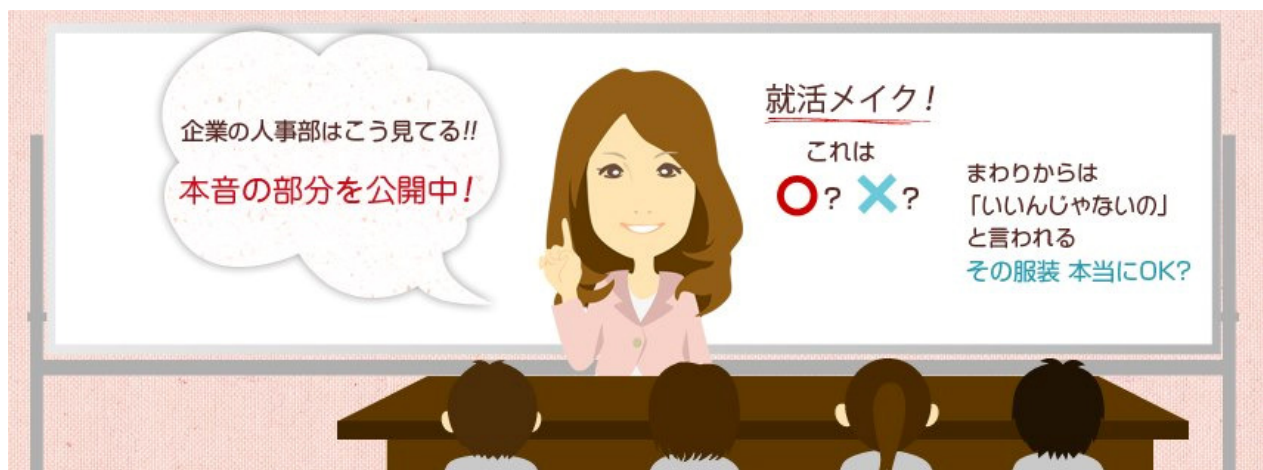 企業の人事部はこう見てる!!
本音の部分を公開中!
就活メイク!
これは
○? ×?
まわりからは
「いいんじゃないの」
と言われる
その服装 本当にOK?